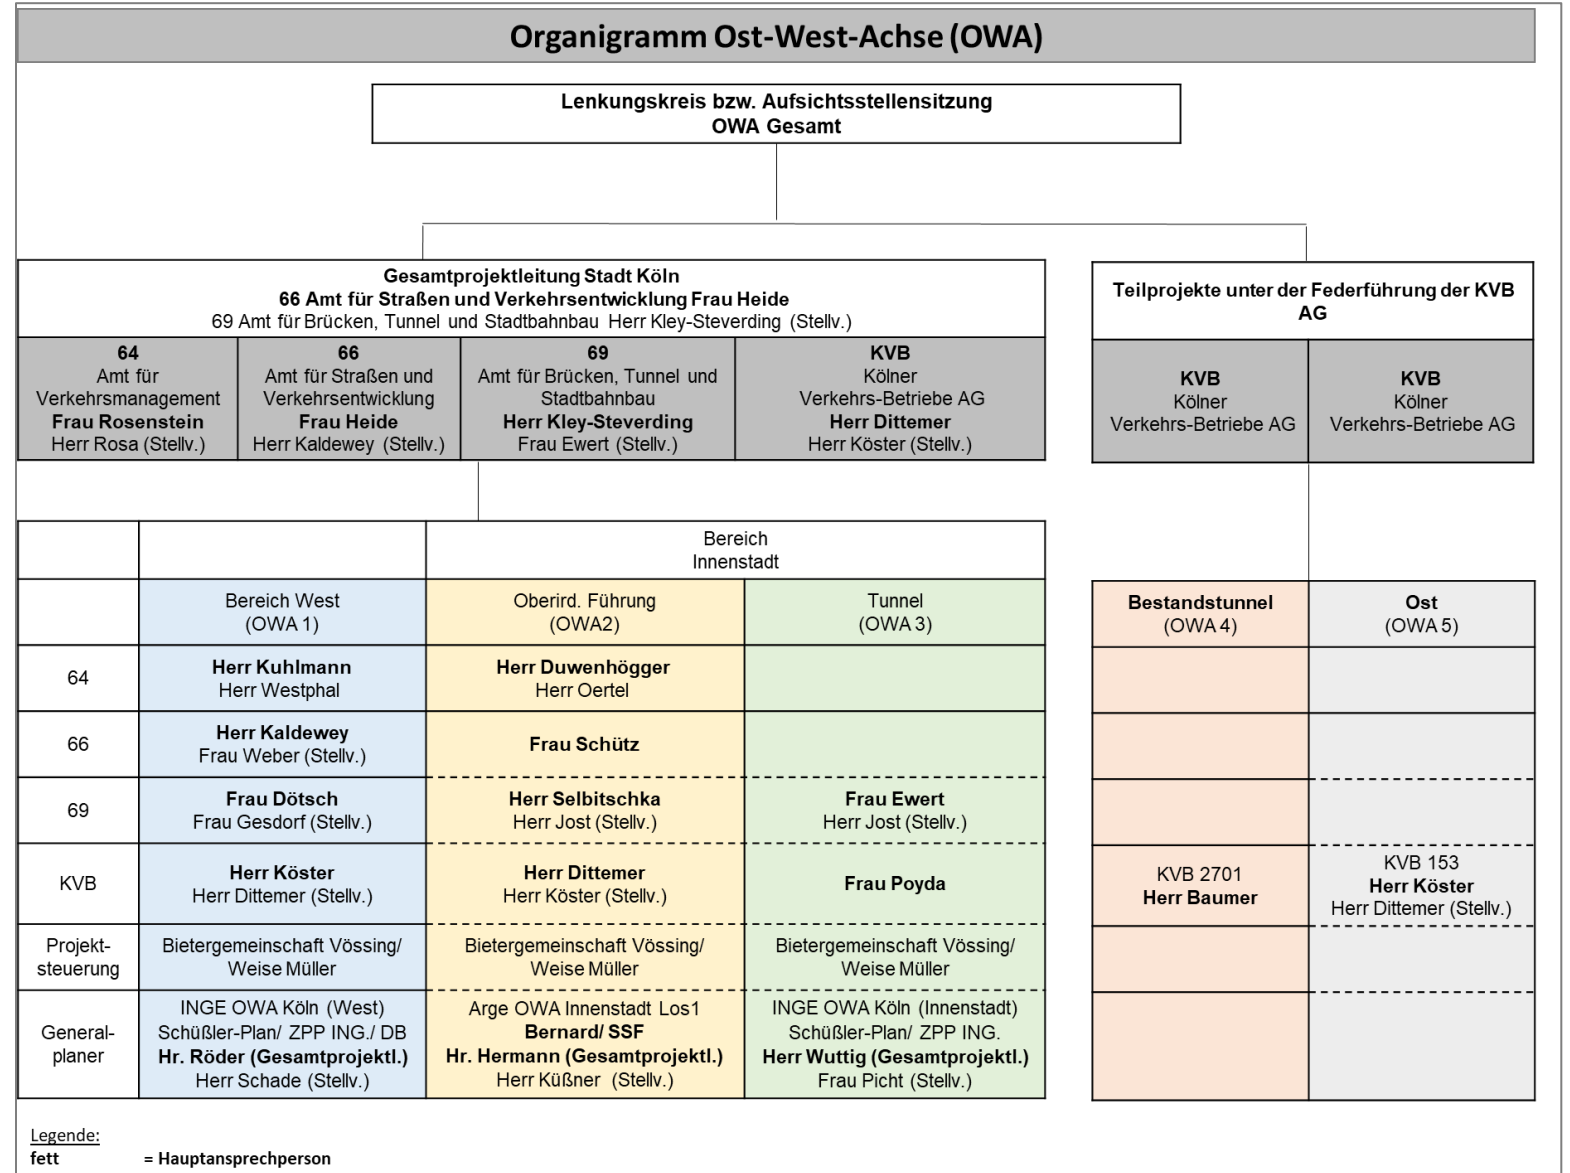 Organigramm Ost-West-Achse (OWA)
Lenkungskreis bzw. Aufsichtsstellensitzung
OWA Gesamt
Gesamtprojektleitung Stadt Köln
66 Amt für Straßen und Verkehrsentwicklung Frau Heide
69 Amt für Brücken, Tunnel und Stadtbahnbau Herr Kley-Steverding (Stellv.)
64
Amt für
Verkehrsmanagement
Frau Rosenstein
Herr Rosa (Stellv.)
66
Amt für Straßen und
Verkehrsentwicklung
Frau Heide
Herr Kaldewey (Stellv.)
69
Amt für Brücken, Tunnel und
Stadtbahnbau
Herr Kley-Steverding
Frau Ewert (Stellv.)
KVB
Kölner
Verkehrs-Betriebe AG
Herr Dittemer
Herr Köster (Stellv.)
Teilprojekte unter der Federführung der KVB
AG
KVB
Kölner
Verkehrs-Betriebe AG
KVB
Kölner
Verkehrs-Betriebe AG
Bereich
Innenstadt
Bereich West
(OWA 1)
Oberird. Führung
(OWA2)
Tunnel
(OWA 3)
Bestandstunnel
(OWA 4)
Ost
(OWA 5)
64
Herr Kuhlmann
Herr Westphal
Herr Duwenhögger
Herr Oertel
66
Herr Kaldewey
Frau Weber (Stellv.)
Frau Schütz
69
Frau Dötsch
Frau Gesdorf (Stellv.)
Herr Selbitschka
Herr Jost (Stellv.)
Frau Ewert
Herr Jost (Stellv.)
KVB
Herr Köster
Herr Dittemer (Stellv.)
Herr Dittemer
Herr Köster (Stellv.)
Frau Poyda
KVB 2701
Herr Baumer
KVB 153
Herr Köster
Herr Dittemer (Stellv.)
Projekt-
steuerung
Bietergemeinschaft Vössing/
Weise Müller
Bietergemeinschaft Vössing/
Weise Müller
Bietergemeinschaft Vössing/
Weise Müller
General-
planer
INGE OWA Köln (West)
Schüßler-Plan/ ZPP ING./ DB
Hr. Röder (Gesamtprojektl.)
Herr Schade (Stellv.)
Arge OWA Innenstadt Los1
Bernard/ SSF
Hr. Hermann (Gesamtprojektl.)
Herr Küßner (Stellv.)
INGE OWA Köln (Innenstadt)
Schüßler-Plan/ ZPP ING.
Herr Wuttig (Gesamtprojektl.)
Frau Picht (Stellv.)
Legende:
fett = Hauptansprechperson